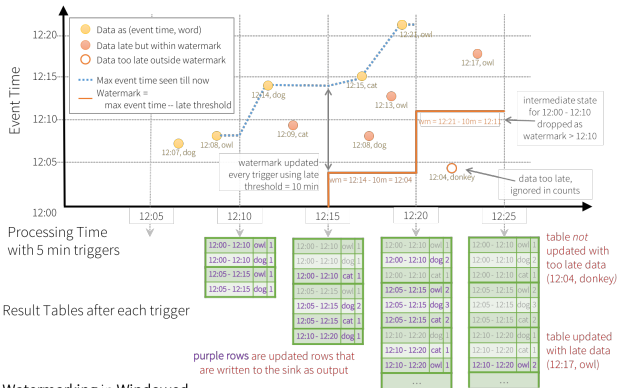 12:20
12:15
12:10
12:05
12:00
Event Time
Data as (event time, word)
Data late but within watermark
Data too late outside watermark
Max event time seen till now
Watermark =
max event time -- late threshold
12:07, dog
12:08, owl
12:14, dog
12:09, cat
12:15, cat
12:13, owl
12:08, dog
12:21, owl
12:17, owl
12:04, donkey
wm = 12:14 - 10m = 12:04
wm = 12:21 - 10m = 12:11
watermark updated
every trigger using late
threshold = 10 min
intermediate state
for 12:00 - 12:10
dropped as
watermark > 12:10
data too late,
ignored in counts
12:05
12:10
12:15
12:20
12:25
Processing Time
with 5 min triggers
Result Tables after each trigger
12:00 - 12:10 owl 1
12:00 - 12:10 dog 1
12:05 - 12:15 owl 1
12:05 - 12:15 dog 1
12:00 - 12:10 owl 1
12:00 - 12:10 dog 1
12:00 - 12:10 cat 1
12:05 - 12:15 owl 1
12:05 - 12:15 dog 2
12:05 - 12:15 cat 1
12:10 - 12:20 dog 1
12:00 - 12:10 owl 1
12:00 - 12:10 dog 2
12:00 - 12:10 cat 1
12:05 - 12:15 owl 2
12:05 - 12:15 dog 3
12:05 - 12:15 cat 1
12:10 - 12:20 dog 1
12:10 - 12:20 cat 1
12:10 - 12:20 owl 1
...
12:00 - 12:10 owl 1
12:00 - 12:10 dog 2
12:00 - 12:10 cat 1
12:05 - 12:15 owl 2
12:05 - 12:15 dog 3
12:05 - 12:15 cat 1
12:10 - 12:20 dog 1
12:10 - 12:20 cat 1
12:10 - 12:20 owl 2
...
table not
updated with
too late data
(12:04, donkey)
table updated
with late data
(12:17, owl)
purple rows are updated rows that
are written to the sink as output